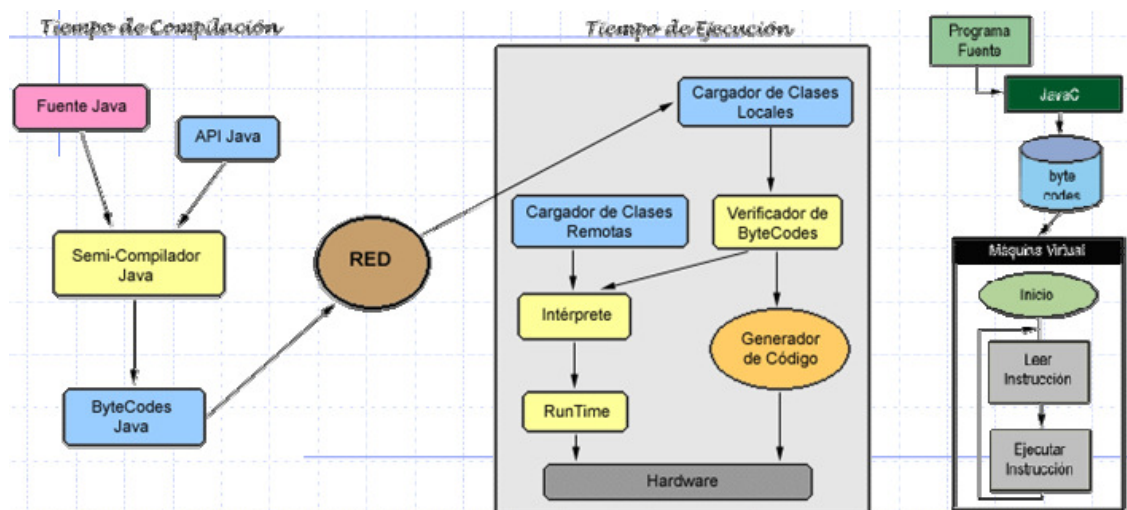 Tiempo de Compilación
Fuente Java
API Java
Semi-Compilador
Java
ByteCodes
Java
RED
Tiempo de Ejecución
Cargador de Clases
Locales
Cargador de Clases
Remotas
Verificador de
ByteCodes
Intérprete
Generador
de Código
RunTime
Hardware
Programa
Fuente
JavaC
byte
codes
Máquina Virtual
Inicio
Leer
Instrucción
Ejecutar
Instrucción